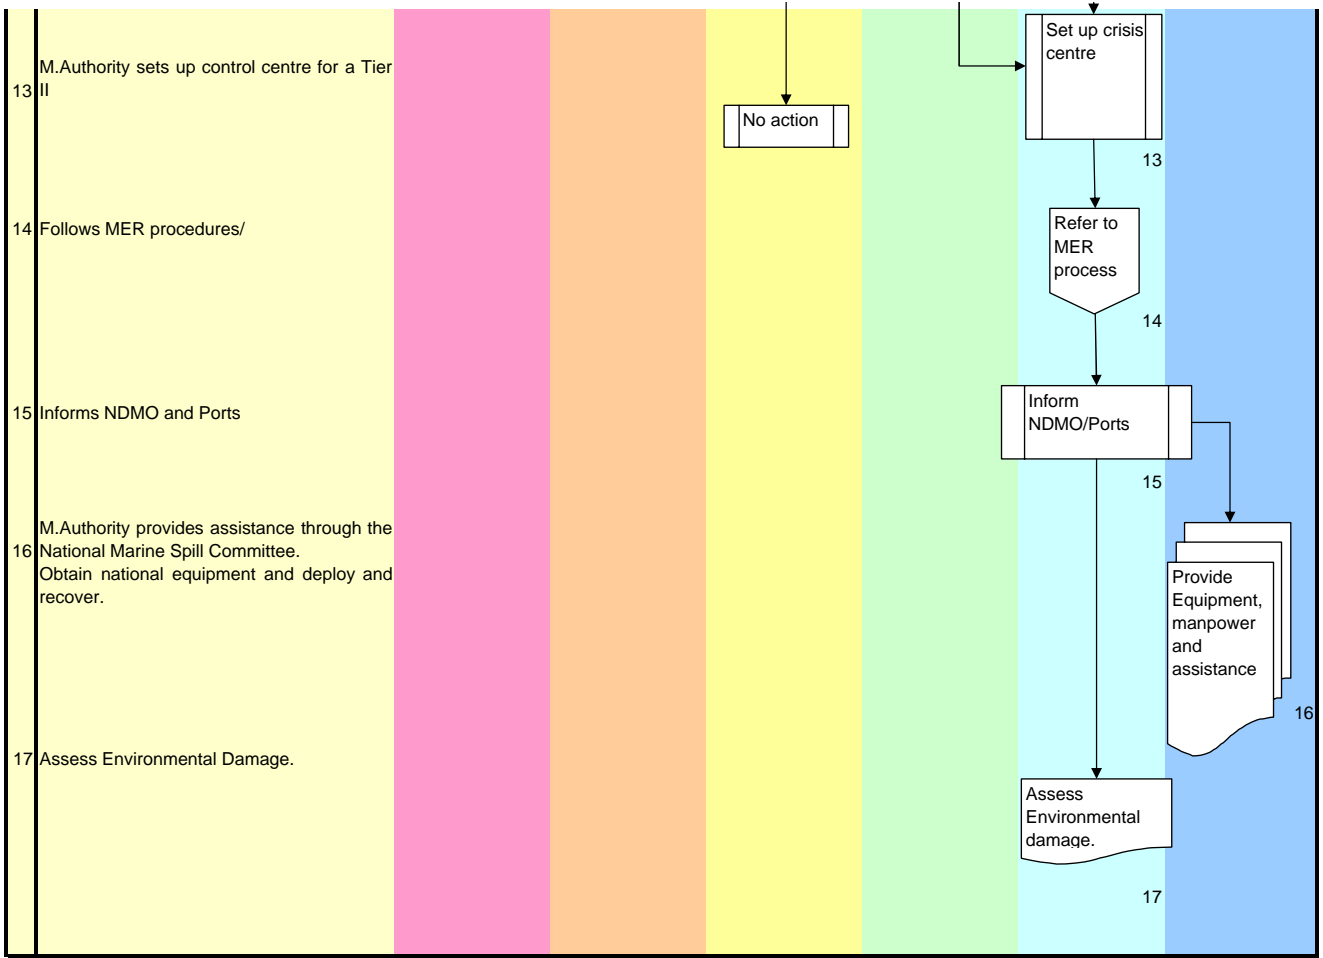 M.Authority sets up control centre for a Tier
13 II
14 Follows MER procedures/
15 Informs NDMO and Ports
M.Authority provides assistance through the
16 National Marine Spill Committee.
Obtain national equipment and deploy and
recover.
17 Assess Environmental Damage.
No action
Set up crisis
centre
13
Refer to
MER
process
14
Inform
NDMO/Ports
15
Provide
Equipment,
manpower
and
assistance
16
Assess
Environmental
damage.
17